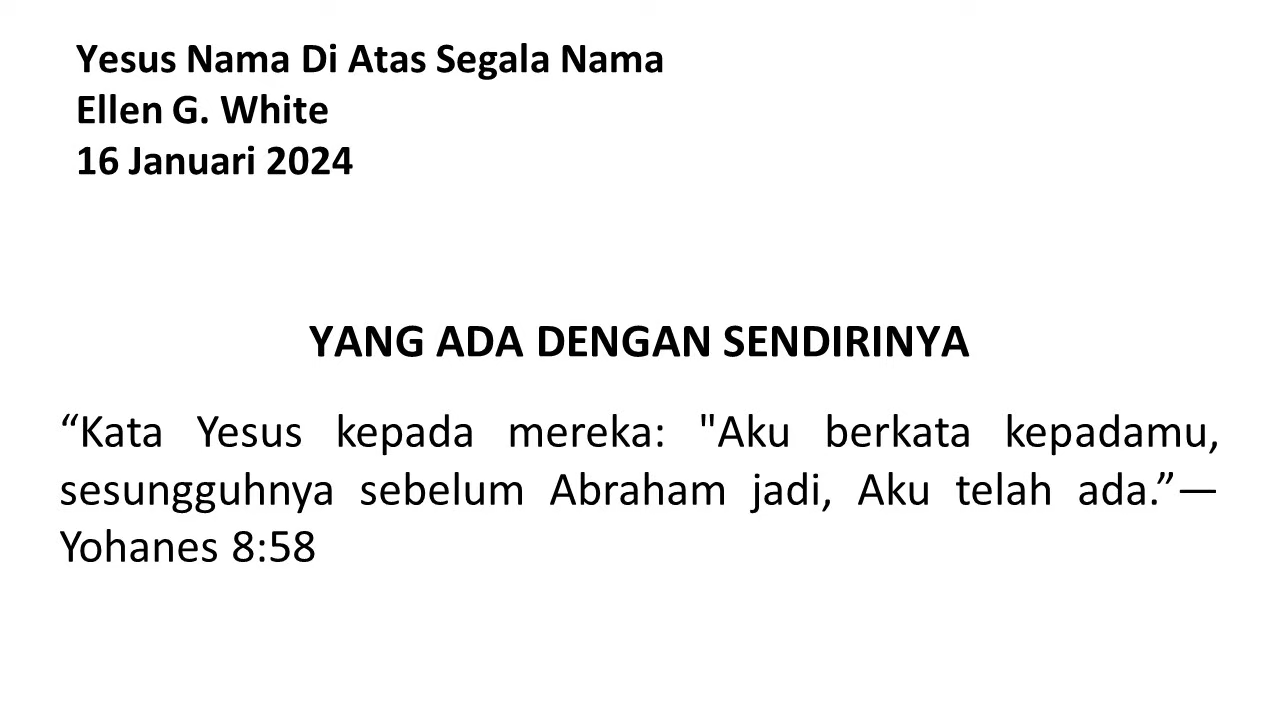 Yesus Nama Di Atas Segala Nama
Ellen G. White
16 Januari 2024
YANG ADA DENGAN SENDIRINYA
“Kata Yesus kepada mereka: "Aku berkata kepadamu,
sesungguhnya sebelum Abraham jadi, Aku telah ada.”—
Yohanes 8:58